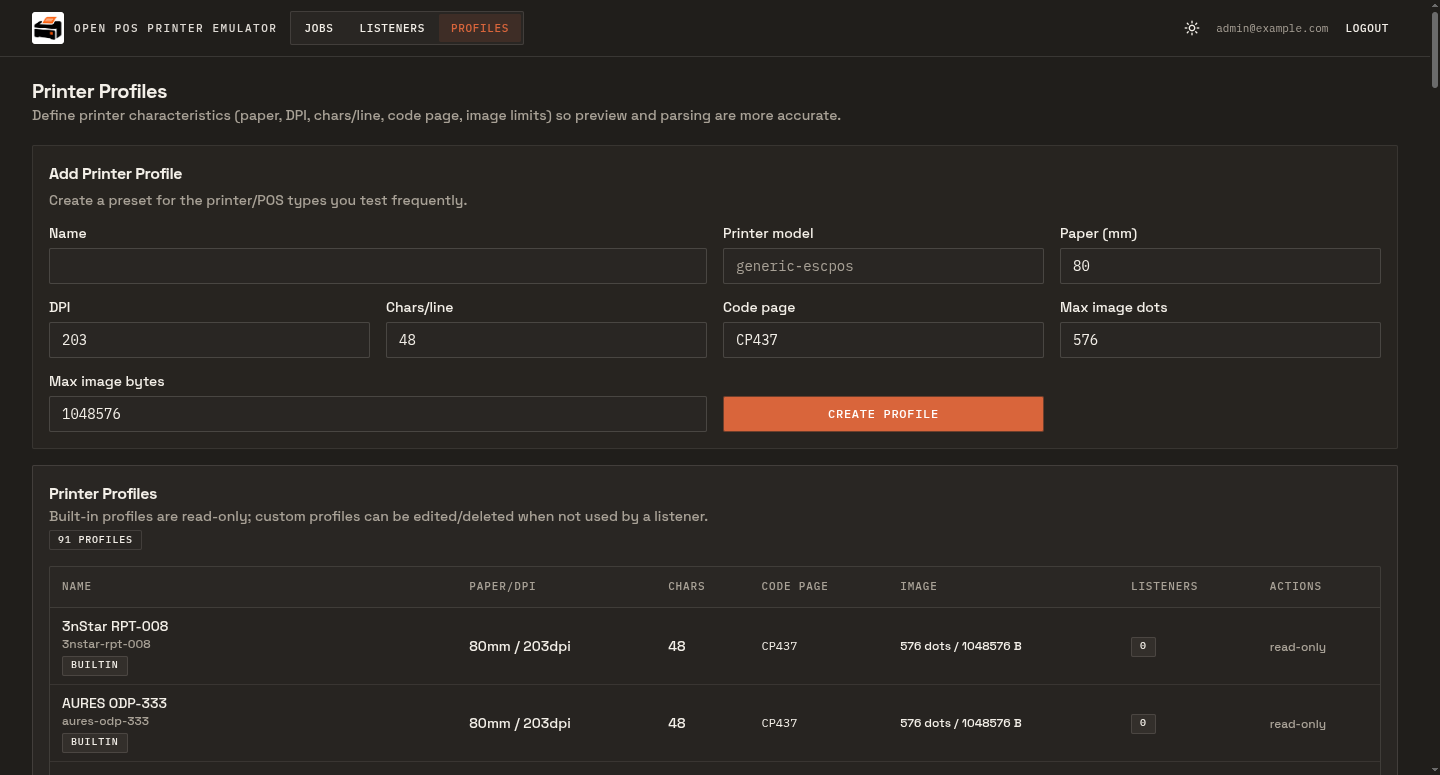 OPEN POS PRINTER EMULATOR JOBS LISTENERS PROFILES admin@example.com LOGOUT
Printer Profiles
Define printer characteristics (paper, DPI, chars/line, code page, image limits) so preview and parsing are more accurate.
Add Printer Profile
Create a preset for the printer/POS types you test frequently.
Name Printer model Paper (mm)
generic-escpos 80
DPI Chars/line Code page Max image dots
203 48 CP437 576
Max image bytes
1048576 CREATE PROFILE
Printer Profiles
Built-in profiles are read-only; custom profiles can be edited/deleted when not used by a listener.
91 PROFILES
NAME PAPER/DPI CHARS CODE PAGE IMAGE LISTENERS ACTIONS
3nStar RPT-008
3nstar-rpt-008
BUILTIN
80mm / 203dpi 48 CP437 576 dots / 1048576 B 0 read-only
AURES ODP-333
aures-odp-333
BUILTIN
80mm / 203dpi 48 CP437 576 dots / 1048576 B 0 read-only